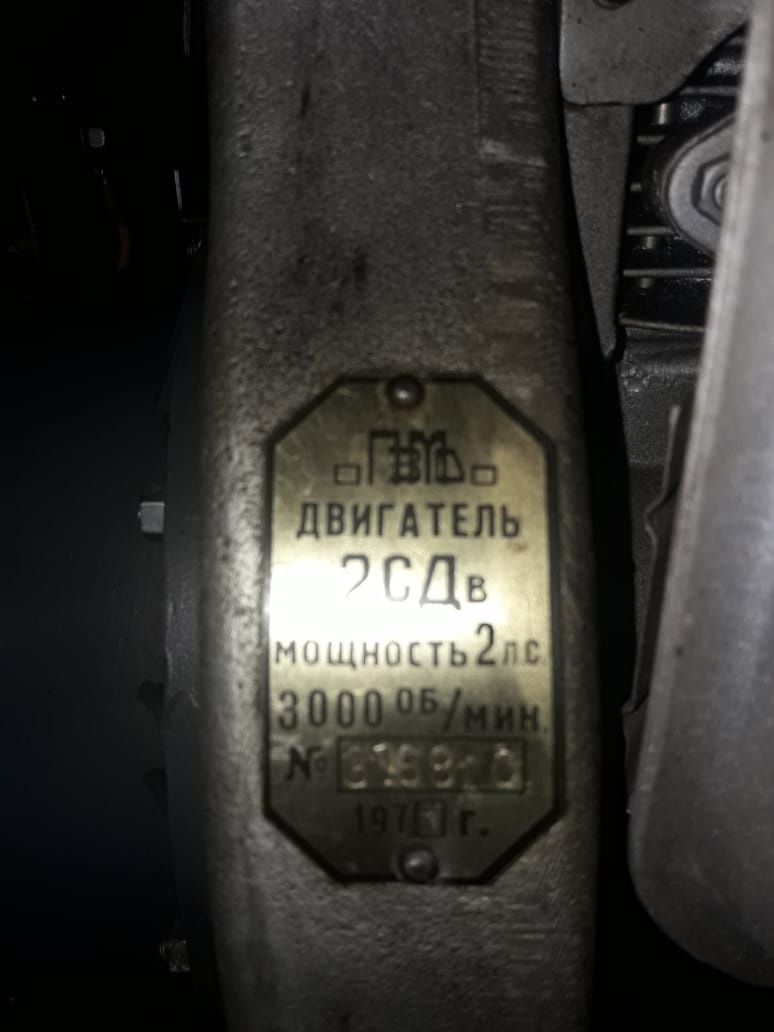 ДВИГАТЕЛЬ
2СДв
мощность 2 л.с.
3000 ОБ/мин.
№
г.